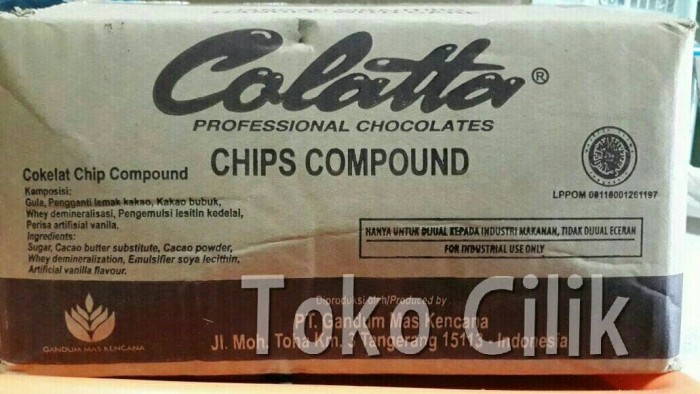 Colatta®
PROFESSIONAL CHOCOLATES
CHIPS COMPOUND
Cokelat Chip Compound
Komposisi:
Gula, Pengganti lemak kakao, Kakao bubuk,
Whey demineralisasi, Pengemulsi lesitin kedelai,
Perisa artifisial vanilla.
Ingredients:
Sugar, Cacao butter substitute, Cacao powder,
Whey demineralization, Emulsifier soya lecithin,
Artificial vanilla flavour.
LPPOM 00110001261197
HANYA UNTUK DIJUAL KEPADA INDUSTRI MAKANAN, TIDAK DIJUAL ECERAN
FOR INDUSTRIAL USE ONLY
GANDUM MAS KENCANA
Diproduksi oleh/Produced by
PT. Gandum Mas Kencana
Jl. Moh. Toha Km. 3 Tangerang 15113 - Indonesia
Toko Cilik